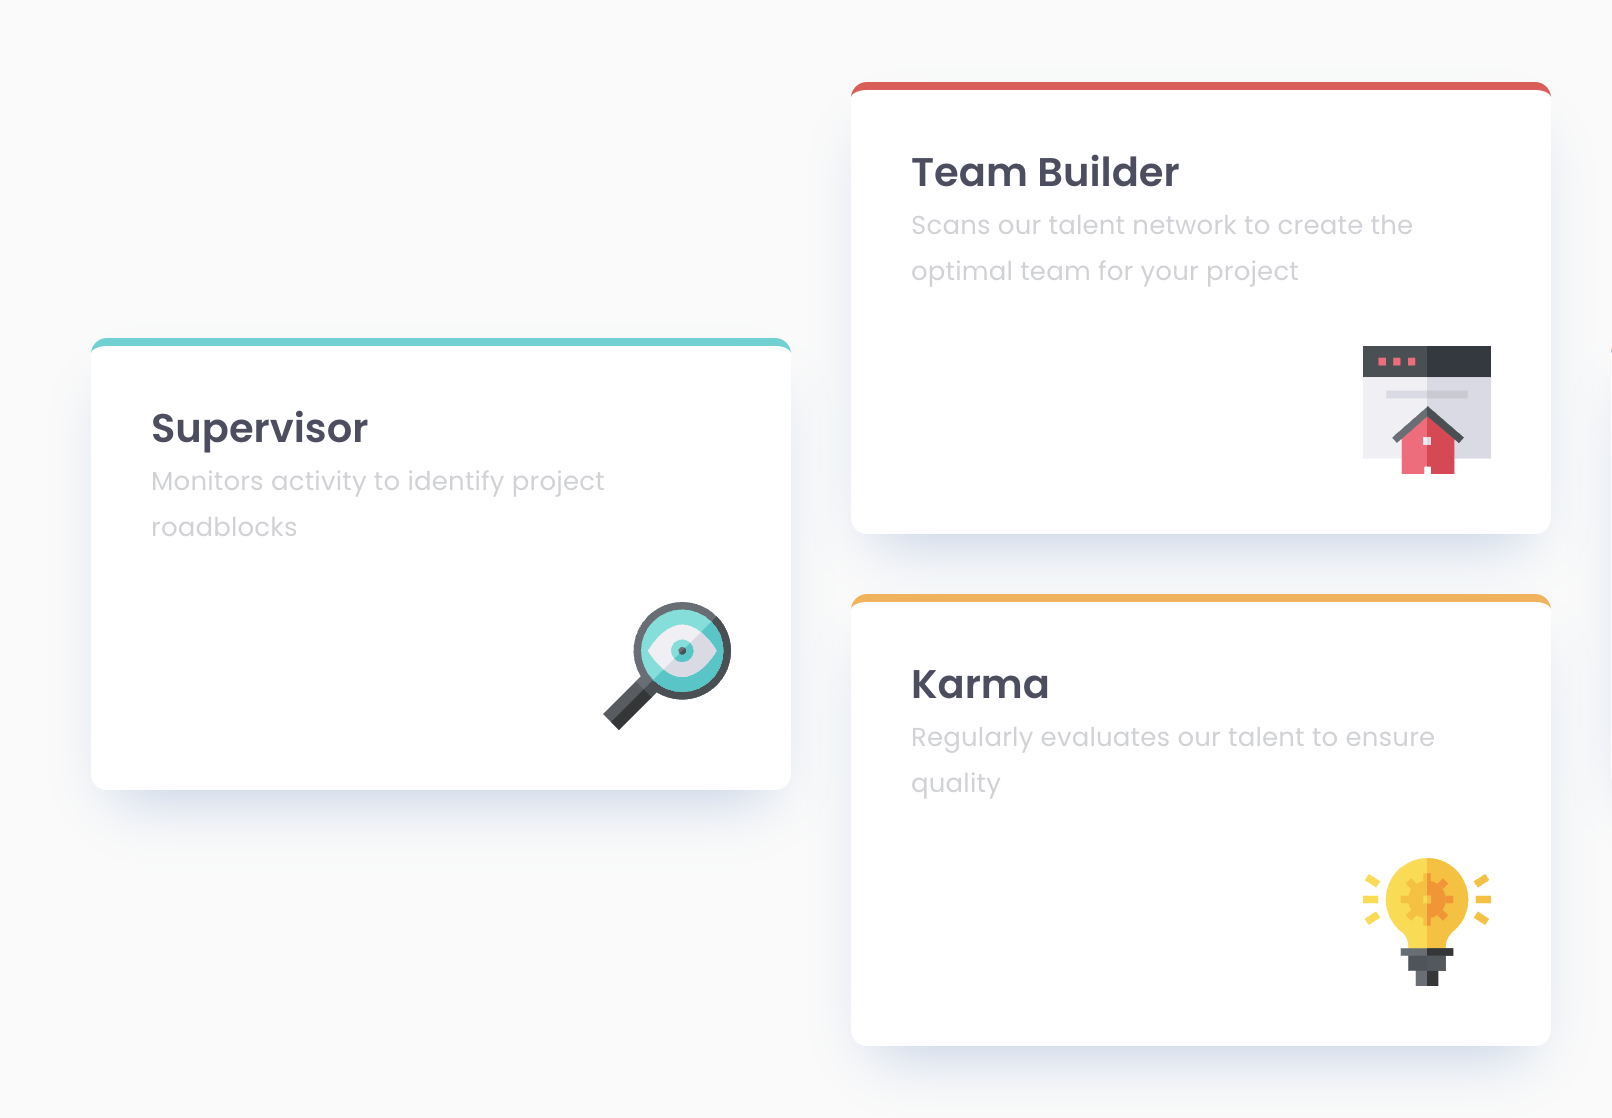 Supervisor
Monitors activity to identify project
roadblocks
Team Builder
Scans our talent network to create the
optimal team for your project
Karma
Regularly evaluates our talent to ensure
quality